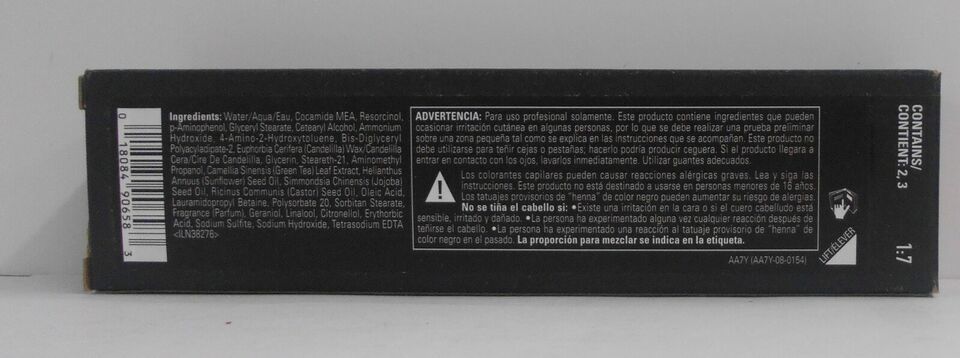 0 18084 90658 3
Ingredients: Water/Aqua/Eau, Cocamide MEA, Resorcinol,
p-Aminophenol, Glyceryl Stearate, Cetearyl Alcohol, Ammonium
Hydroxide, 4-Amino-2-Hydroxytoluene, Bis-Diglyceryl
Polyacyladipate-2, Euphorbia Cerifera (Candelilla) Wax/Candelilla
Cera/Cire De Candelilla, Glycerin, Steareth-21, Aminomethyl
Propanol, Camellia Sinensis (Green Tea) Leaf Extract, Helianthus
Annuus (Sunflower) Seed Oil, Simmondsia Chinensis (Jojoba)
Seed Oil, Ricinus Communis (Castor) Seed Oil, Oleic Acid,
Lauramidopropyl Betaine, Polysorbate 20, Sorbitan Stearate,
Fragrance (Parfum), Geraniol, Linalool, Citronellol, Erythorbic
Acid, Sodium Sulfite, Sodium Hydroxide, Tetrasodium EDTA
<ILN38276>
ADVERTENCIA: Para uso profesional solamente. Este producto contiene ingredientes que pueden
ocasionar irritación cutánea en algunas personas, por lo que se debe realizar una prueba preliminar
sobre una zona pequeña tal como se explica en las instrucciones que se acompañan. Este producto no
debe utilizarse para teñir cejas o pestañas; hacerlo podría producir ceguera. Si el producto llegara a
entrar en contacto con los ojos, lavarlos inmediatamente. Utilizar guantes adecuados.
Los colorantes capilares pueden causar reacciones alérgicas graves. Lea y siga las
instrucciones. Este producto no está destinado a usarse en personas menores de 16 años.
Los tatuajes provisorios de "henna" de color negro pueden aumentar su riesgo de alergias.
No se tiña el cabello si: •Existe una irritación en la cara o si el cuero cabelludo está
sensible, irritado y dañado. •La persona ha experimentado alguna vez cualquier reacción después de
teñirse el cabello. •La persona ha experimentado una reacción al tatuaje provisorio de "henna" de
color negro en el pasado. La proporción para mezclar se indica en la etiqueta.
AA7Y (AA7Y-08-0154)
LIFT/ÉLEVER
CONTAINS/
CONTENT: 2, 3
1:7